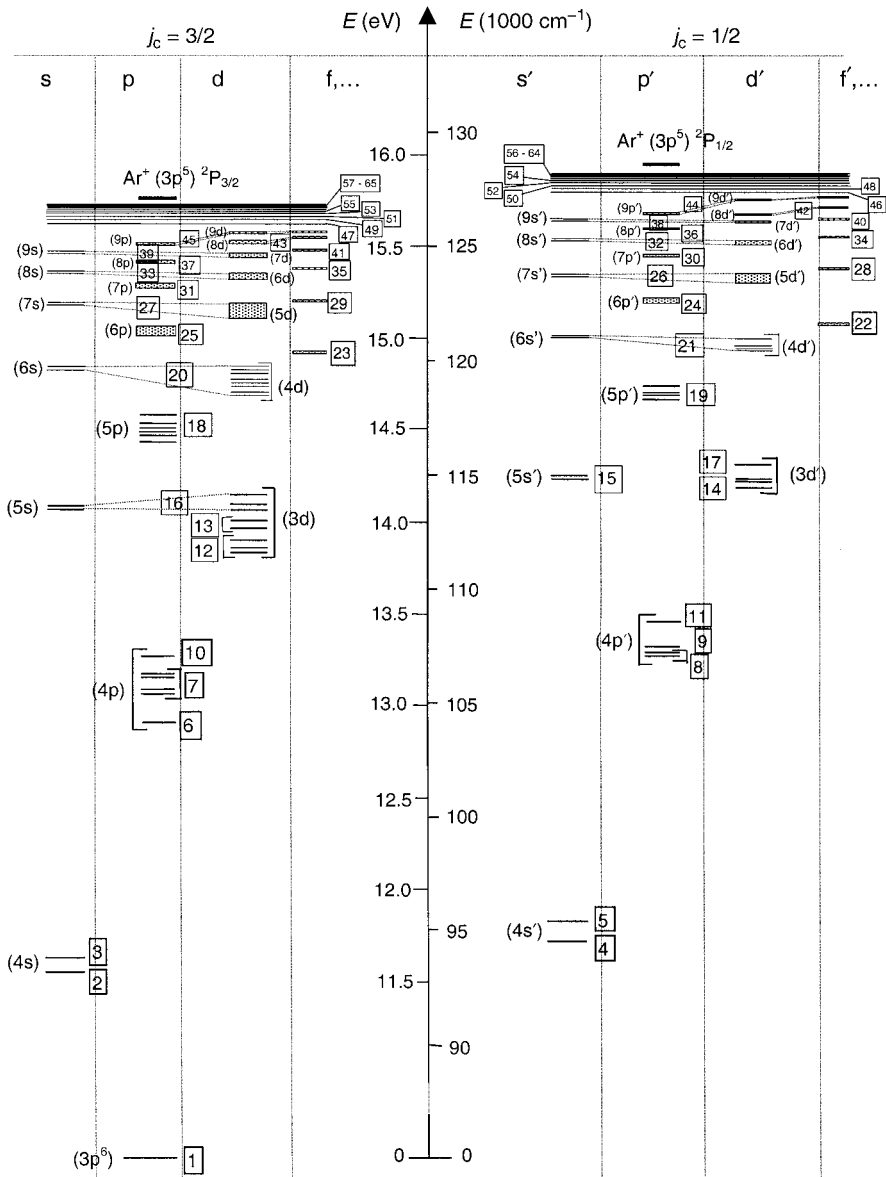 j_c = 3/2 E (eV) E (1000 cm⁻¹) j_c = 1/2
s p d f,... s′ p′ d′ f′,...
130
Ar⁺ (3p⁵) ²P₁/₂
56 - 64
16.0
54
Ar⁺ (3p⁵) ²P₃/₂
57 - 65
48
52
50
46
55
53
51
(9p′) 44 (9d′) 42
(9s′) 38 (8d′) 40
49
47
(9d)
(9p) 45 (8d) 43
(8p′) 36 (7d′)
(8s′) 32 (6d′) 34
15.5 125
(9s) 39 (7d) 41
(8p) 37
(7p′) 30
(8s) 33 (6d) 35
(7s′) 26 (5d′) 28
(7p) 31
(7s) 27 (5d) 29
(6p′) 24
(6p) 25
22
15.0
(6s') 21 (4d′)
23
120
(6s) 20 (4d)
(5p′) 19
(5p) 18
14.5
17
(5s′) 15 (3d′)
115
14
(5s) 16 (3d)
14.0
13
12
110
13.5
11
(4p′) 9
8
10
(4p) 7
6
13.0 105
12.5
100
12.0
95
5
(4s′)
4
3
(4s)
2
11.5
90
(3p⁶) 1 0 0